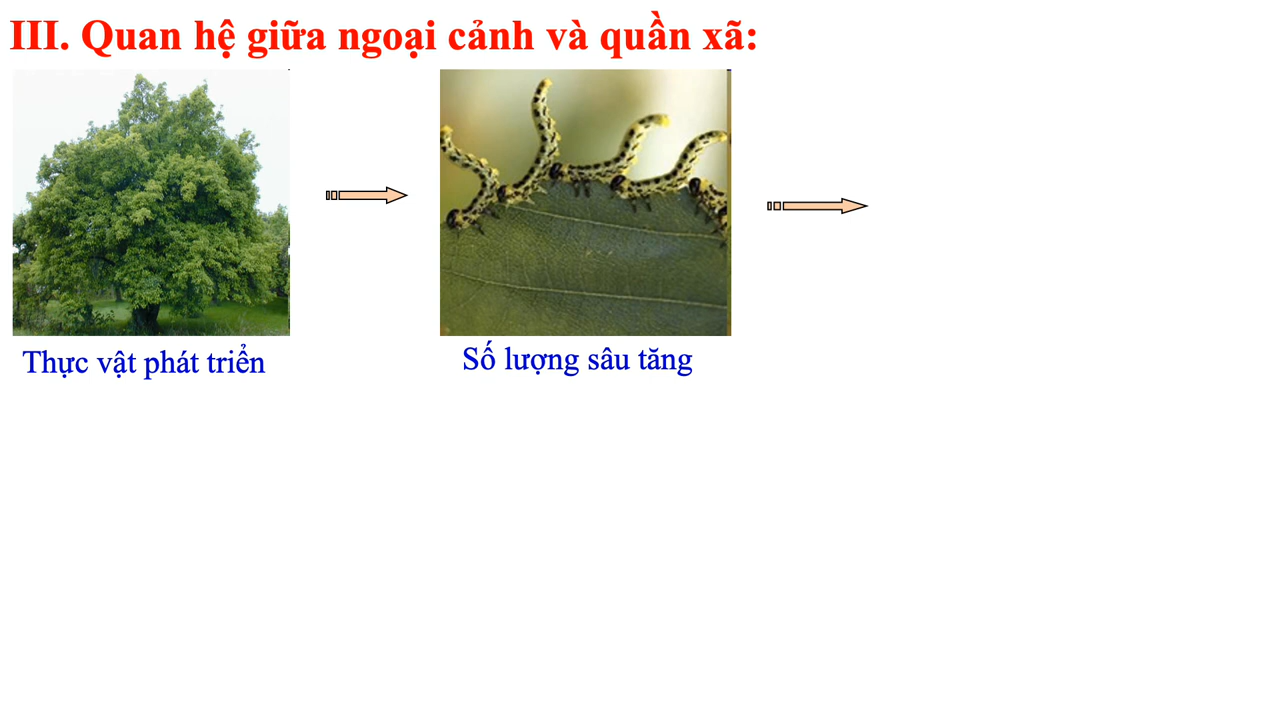 III. Quan hệ giữa ngoại cảnh và quần xã:
Thực vật phát triển
Số lượng sâu tăng